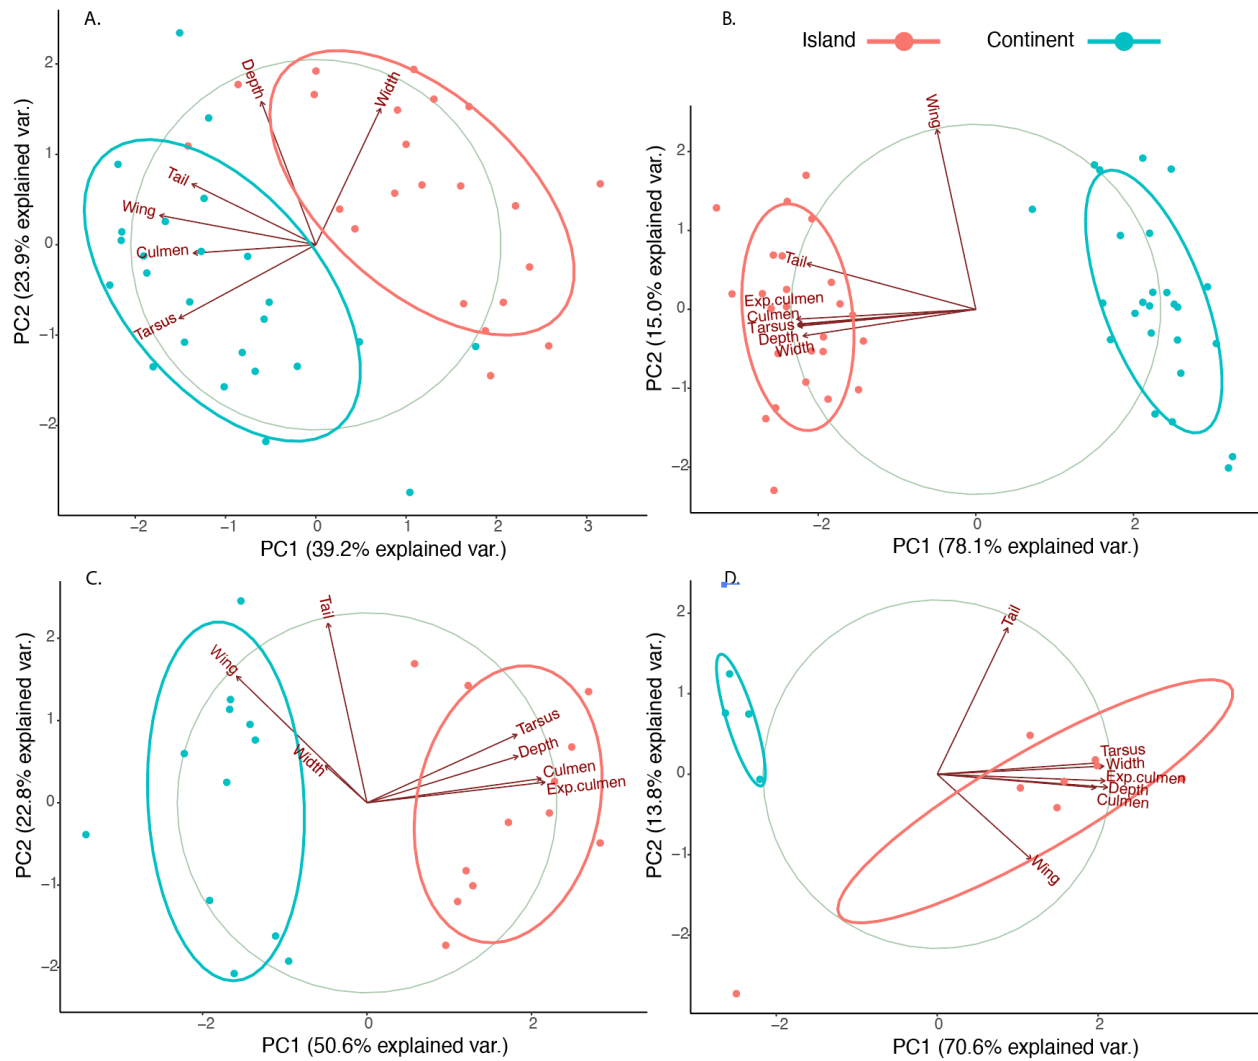 A.
B.
Island
Continent
PC2 (23.9% explained var.)
2
1
0
−1
−2
Depth
Width
Tail
Wing
Culmen
Tarsus
−2
−1
0
1
2
3
PC1 (39.2% explained var.)
PC2 (15.0% explained var.)
2
1
0
−1
−2
Wing
Tail
Exp.culmen
Culmen
Tarsus
Depth
Width
−2
0
2
PC1 (78.1% explained var.)
C.
D.
PC2 (22.8% explained var.)
2
1
0
−1
−2
Tail
Wing
Width
Tarsus
Depth
Culmen
Exp.culmen
−2
0
2
PC1 (50.6% explained var.)
PC2 (13.8% explained var.)
2
1
0
−1
−2
Tail
Tarsus
Width
Exp.culmen
Depth
Culmen
Wing
−2
0
2
PC1 (70.6% explained var.)